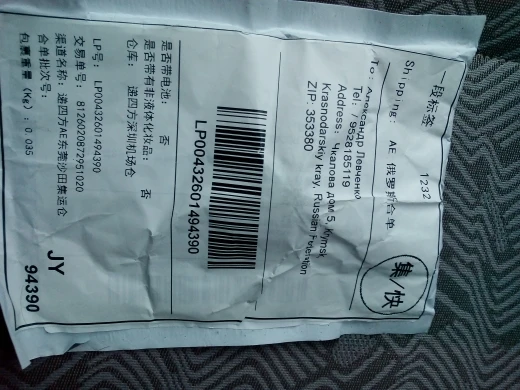 一段标签 1232
Shipping: AE 俄罗斯合单
集/快
To: Александр Левченко
Tel: 79528185119
Address: Чкалова дом 5, Krymsk,
Krasnodarskiy kray, Russian Federation
ZIP: 353380
LP00432601494390
是否带电池: 否
是否带有非液体化妆品: 否
仓库: 递四方深圳机场仓
LP号: LP00432601494390
交易单号: 8126020872951020
渠道名称: 递四方AE东莞沙田集运仓
合单批次号:
包裹重量 (Kg): 0.035
JY
94390